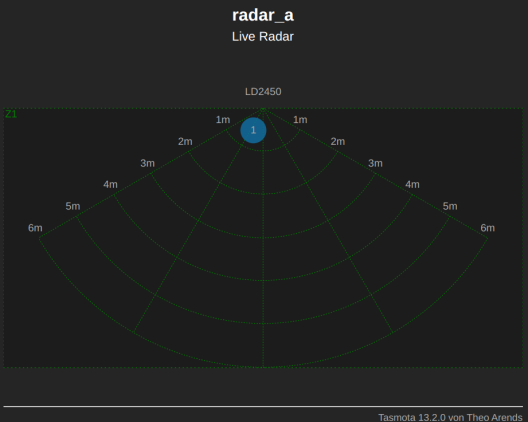 radar_a
Live Radar
LD2450
Z1
1m 1 1m
2m 2m
3m 3m
4m 4m
5m 5m
6m 6m
Tasmota 13.2.0 von Theo Arends